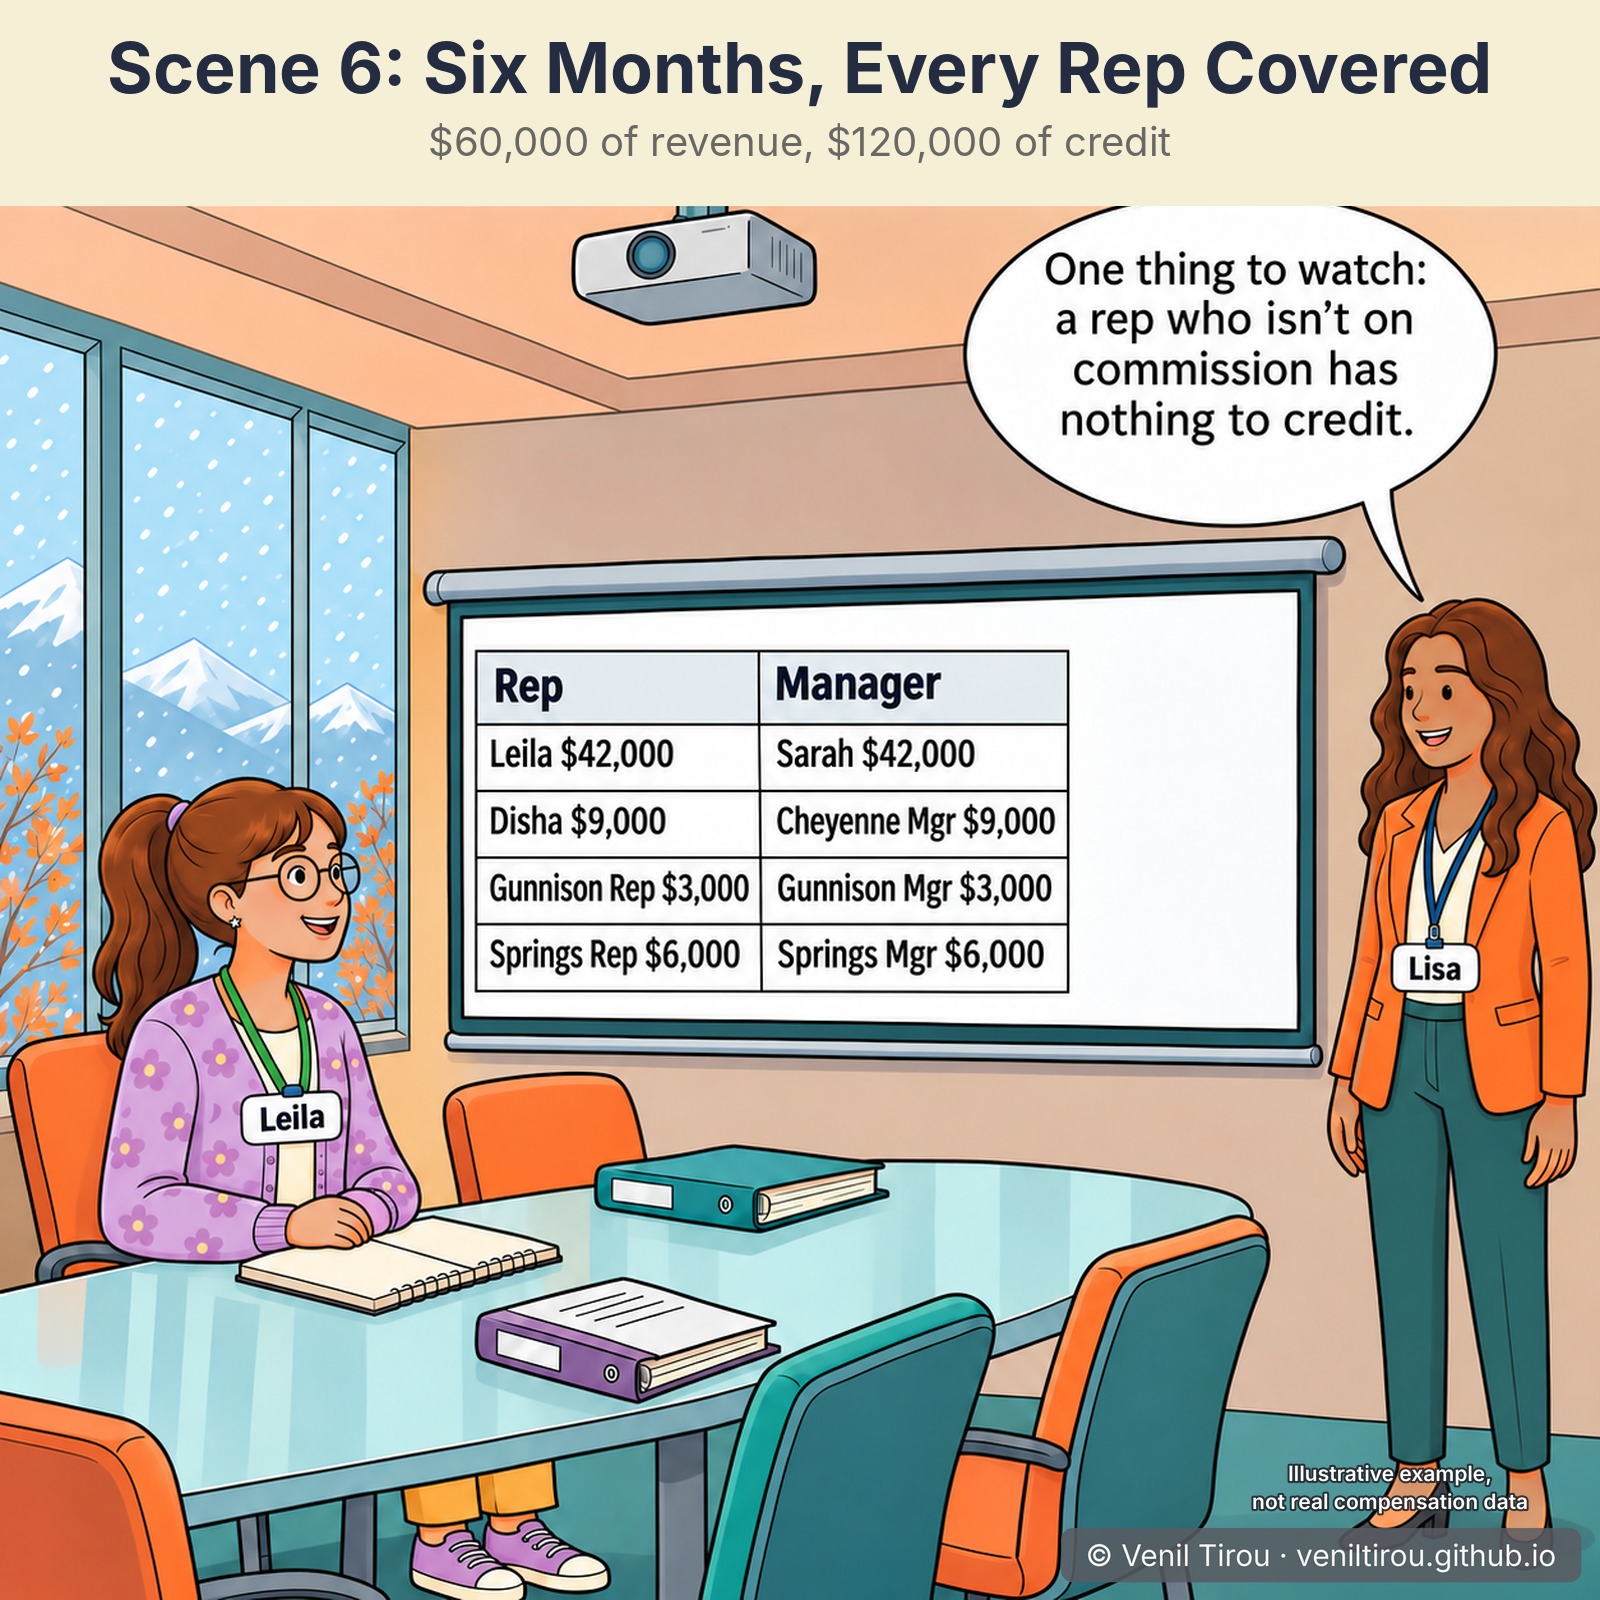 Scene 6: Six Months, Every Rep Covered
$60,000 of revenue, $120,000 of credit
One thing to watch:
a rep who isn't on
commission has
nothing to credit.
Rep Manager
Leila $42,000 Sarah $42,000
Disha $9,000 Cheyenne Mgr $9,000
Gunnison Rep $3,000 Gunnison Mgr $3,000
Springs Rep $6,000 Springs Mgr $6,000
Lisa
Leila
Illustrative example,
not real compensation data
© Venil Tirou · veniltirou.github.io